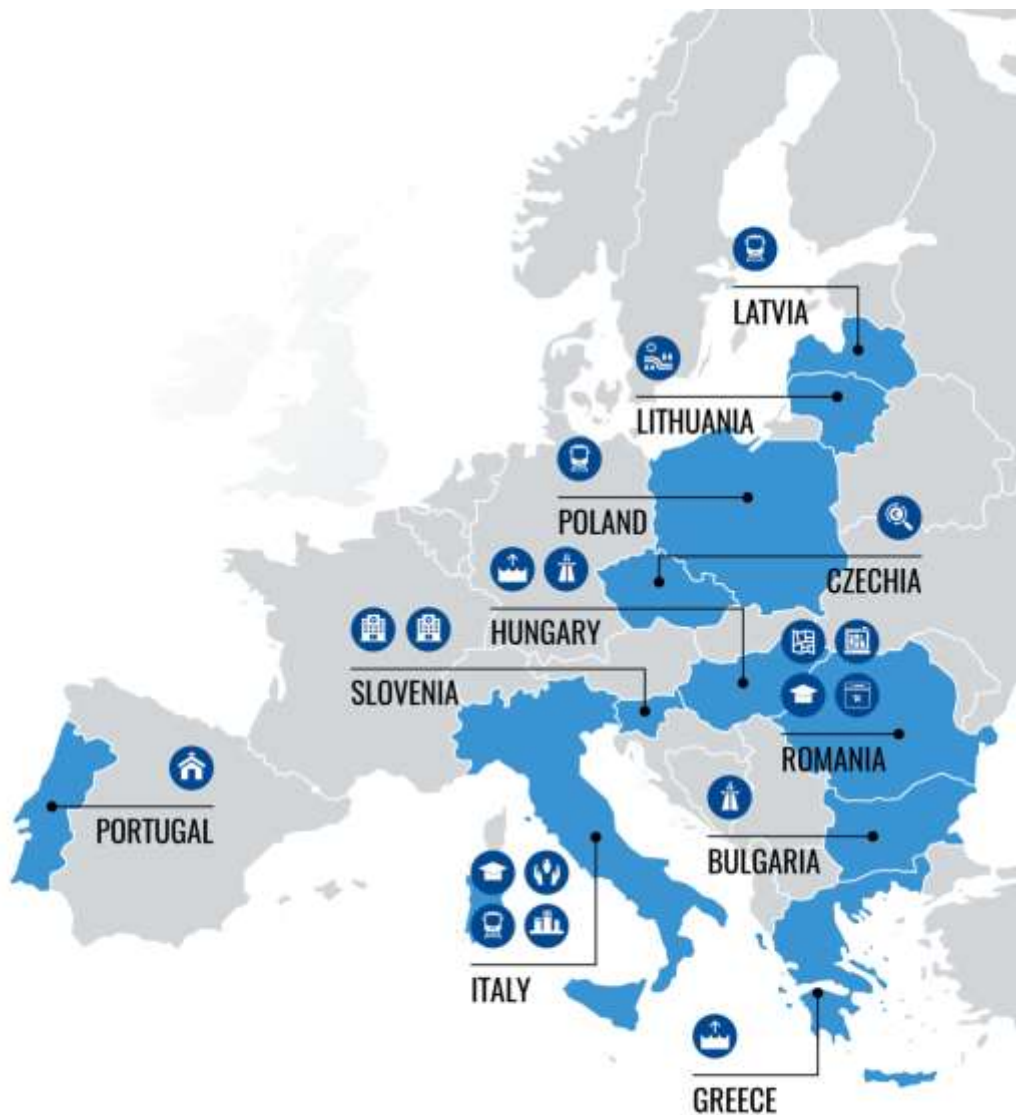 LATVIA
LITHUANIA
POLAND
CZECHIA
HUNGARY
SLOVENIA
ROMANIA
PORTUGAL
BULGARIA
ITALY
GREECE